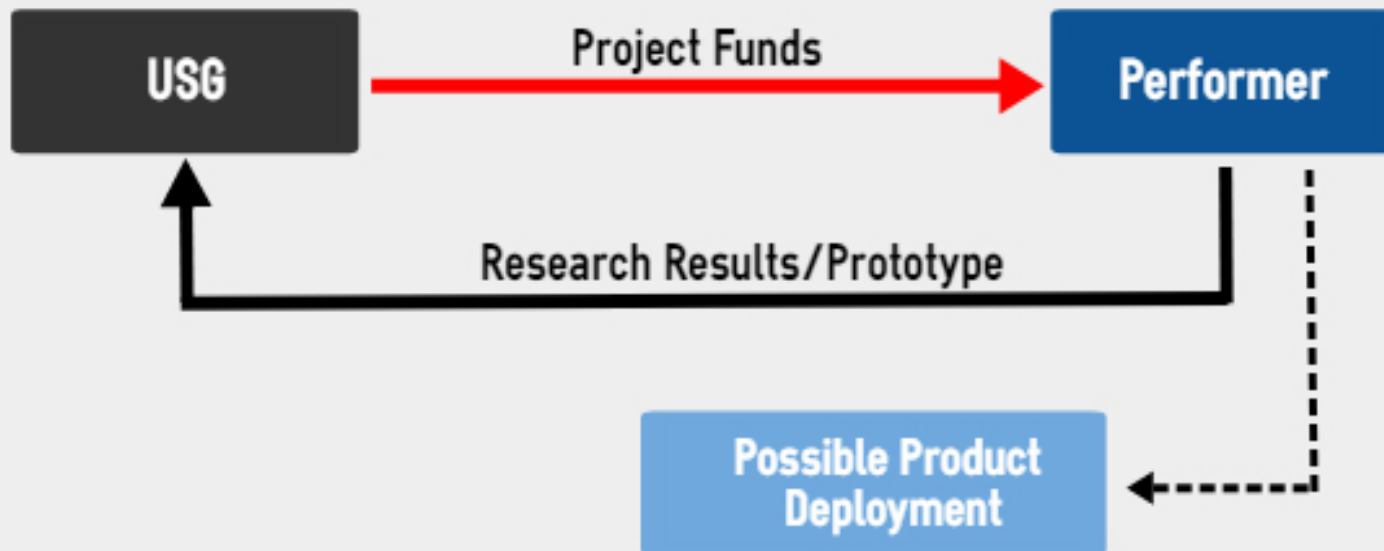 USG
Project Funds
Performer
Research Results/Prototype
Possible Product
Deployment